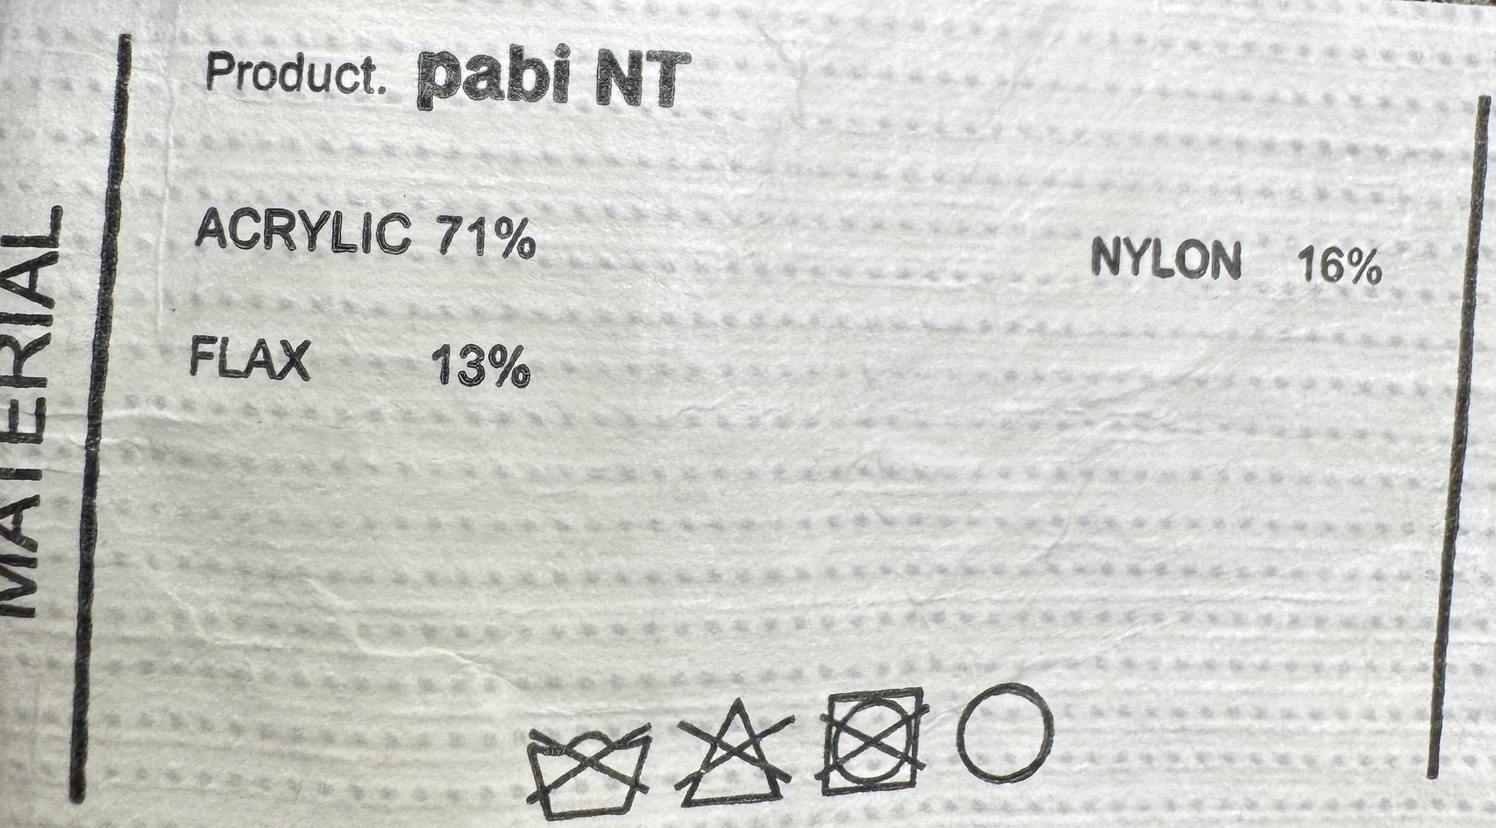 Product. pabi NT
MATERIAL
ACRYLIC 71% NYLON 16%
FLAX 13%